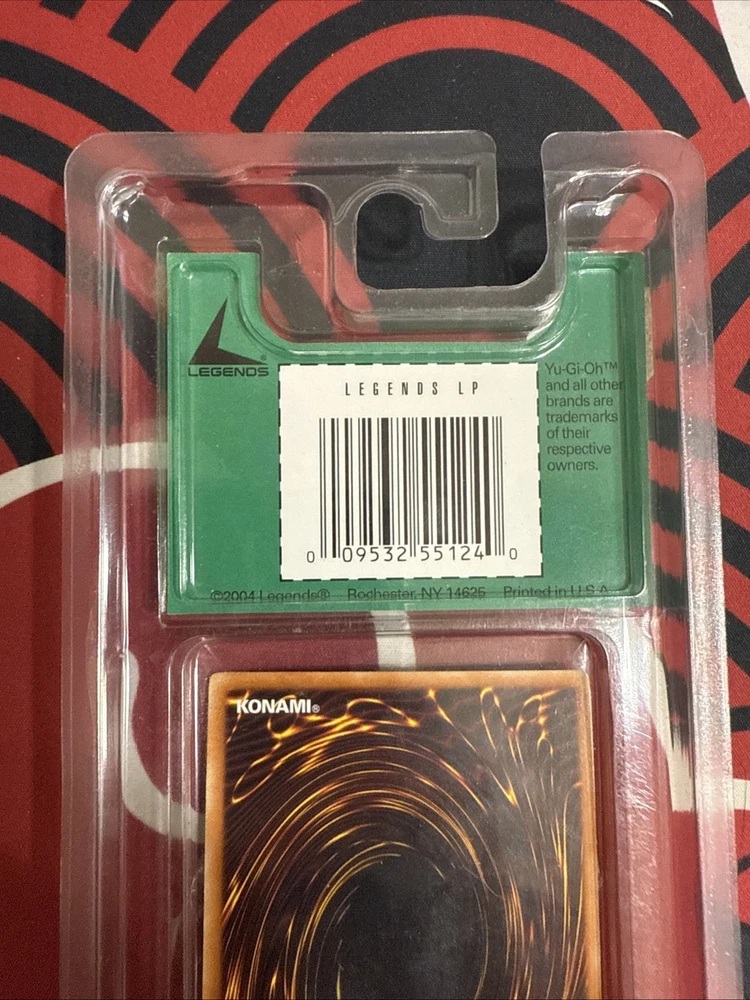 LEGENDS®
LEGENDS LP
Yu-Gi-Oh™
and all other
brands are
trademarks
of their
respective
owners.
0 09532 55124 0
©2004 Legends® Rochester, NY 14625 Printed in U.S.A.
KONAMI®